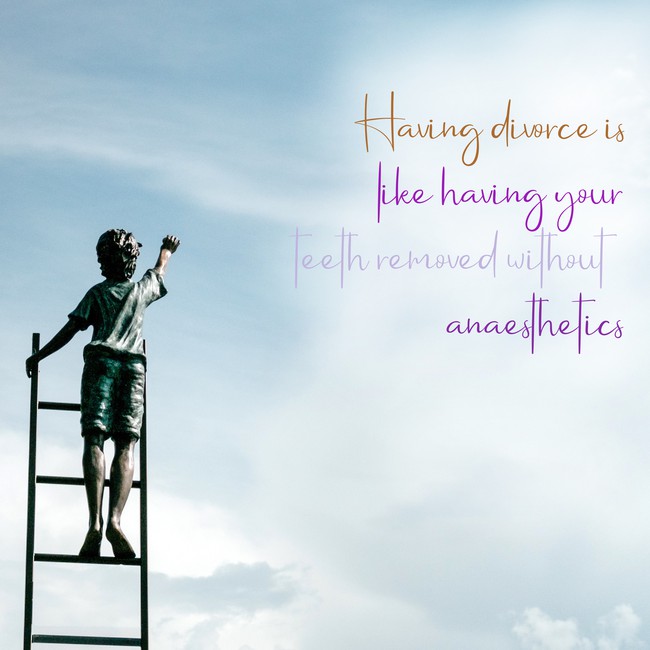 Having divorce is
like having your
teeth removed without
anaesthetics